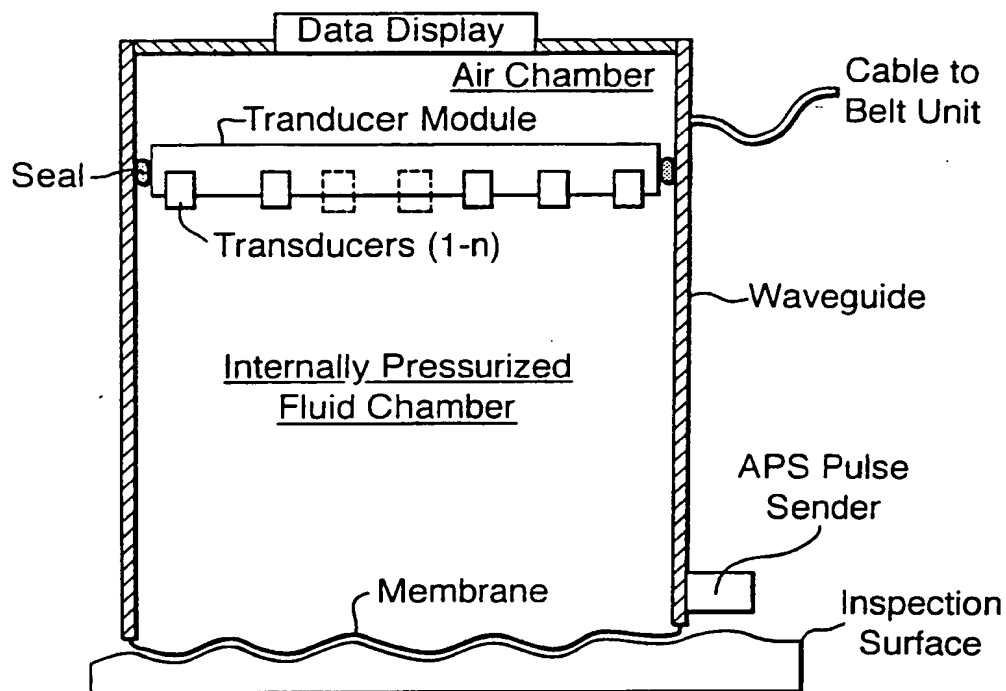 Data Display
Air Chamber
Cable to
Belt Unit
Tranducer Module
Seal
Transducers (1-n)
Waveguide
Internally Pressurized
Fluid Chamber
APS Pulse
Sender
Membrane
Inspection
Surface